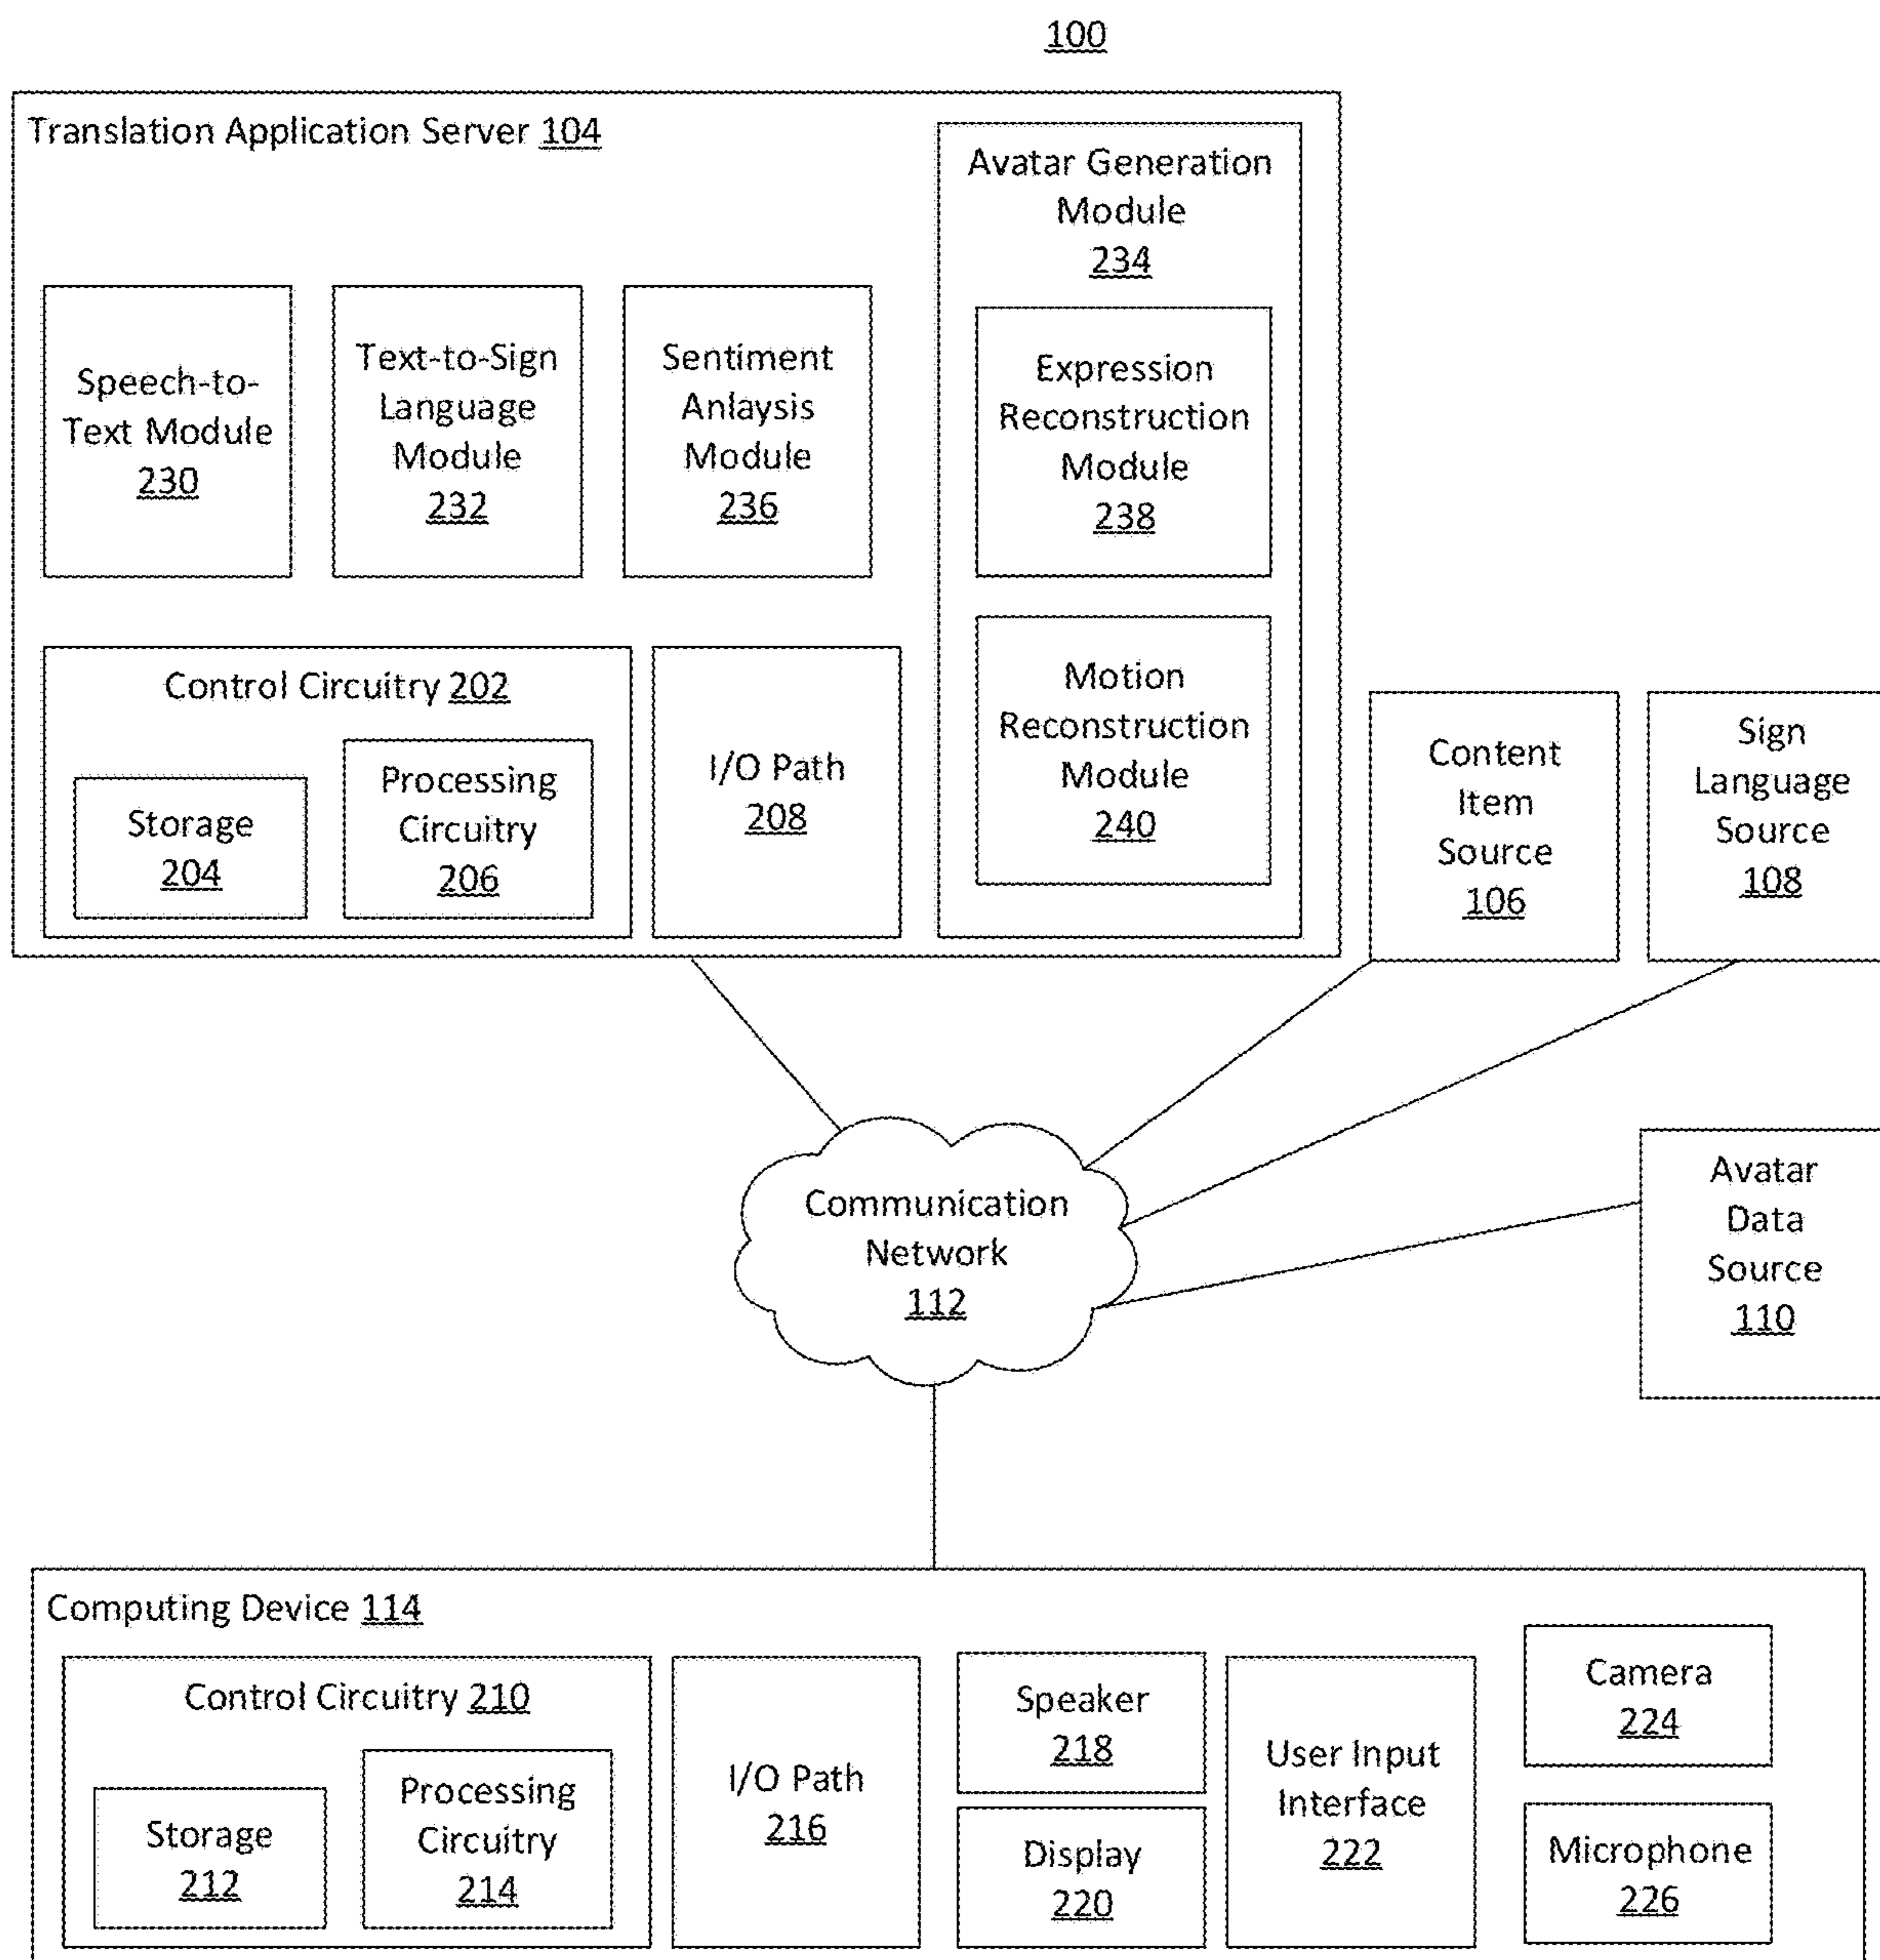 100
Translation Application Server 104
Avatar Generation
Module
234
Speech-to-
Text Module
230
Text-to-Sign
Language
Module
232
Sentiment
Anlaysis
Module
236
Expression
Reconstruction
Module
238
Control Circuitry 202
Storage
204
Processing
Circuitry
206
I/O Path
208
Motion
Reconstruction
Module
240
Content
Item
Source
106
Sign
Language
Source
108
Communication
Network
112
Avatar
Data
Source
110
Computing Device 114
Control Circuitry 210
Storage
212
Processing
Circuitry
214
I/O Path
216
Speaker
218
Display
220
User Input
Interface
222
Camera
224
Microphone
226